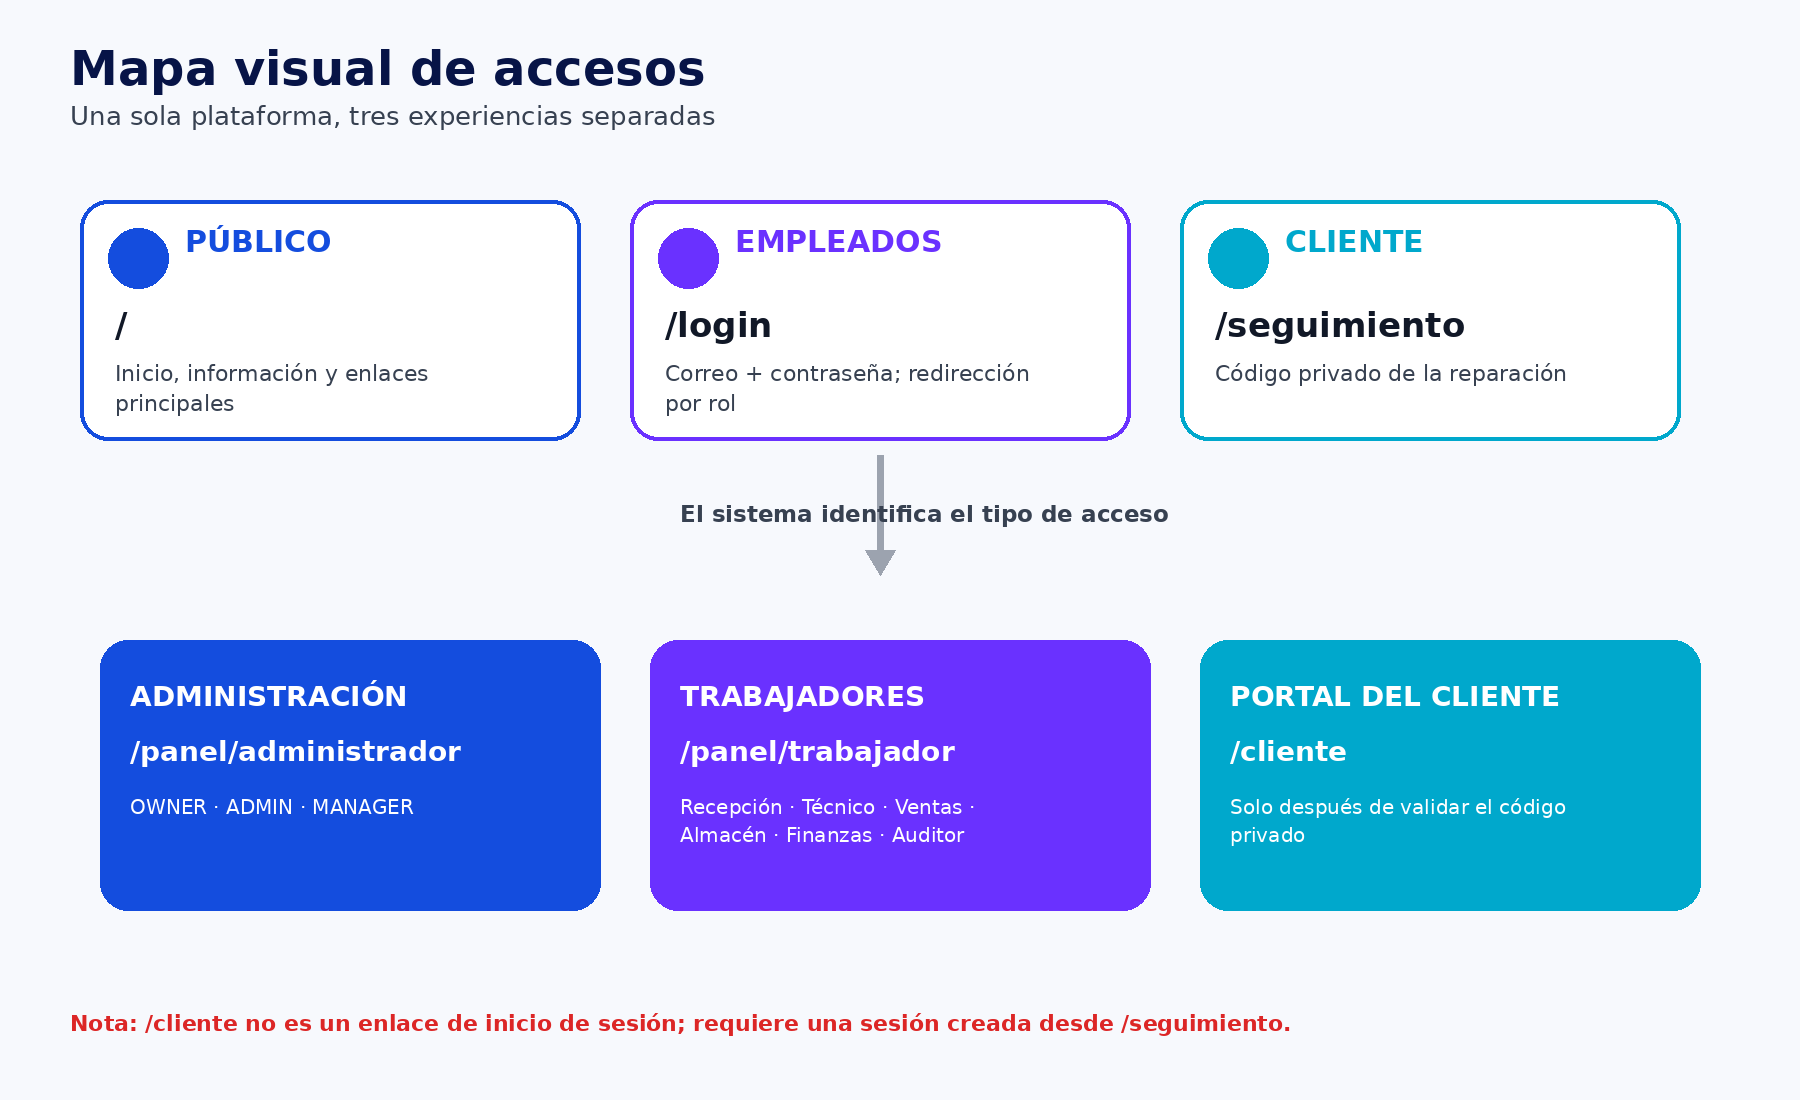 Mapa visual de accesos
Una sola plataforma, tres experiencias separadas
PÚBLICO
/
Inicio, información y enlaces
principales
EMPLEADOS
/login
Correo + contraseña; redirección
por rol
CLIENTE
/seguimiento
Código privado de la reparación
El sistema identifica el tipo de acceso
ADMINISTRACIÓN
/panel/administrador
OWNER · ADMIN · MANAGER
TRABAJADORES
/panel/trabajador
Recepción · Técnico · Ventas ·
Almacén · Finanzas · Auditor
PORTAL DEL CLIENTE
/cliente
Solo después de validar el código
privado
Nota: /cliente no es un enlace de inicio de sesión; requiere una sesión creada desde /seguimiento.